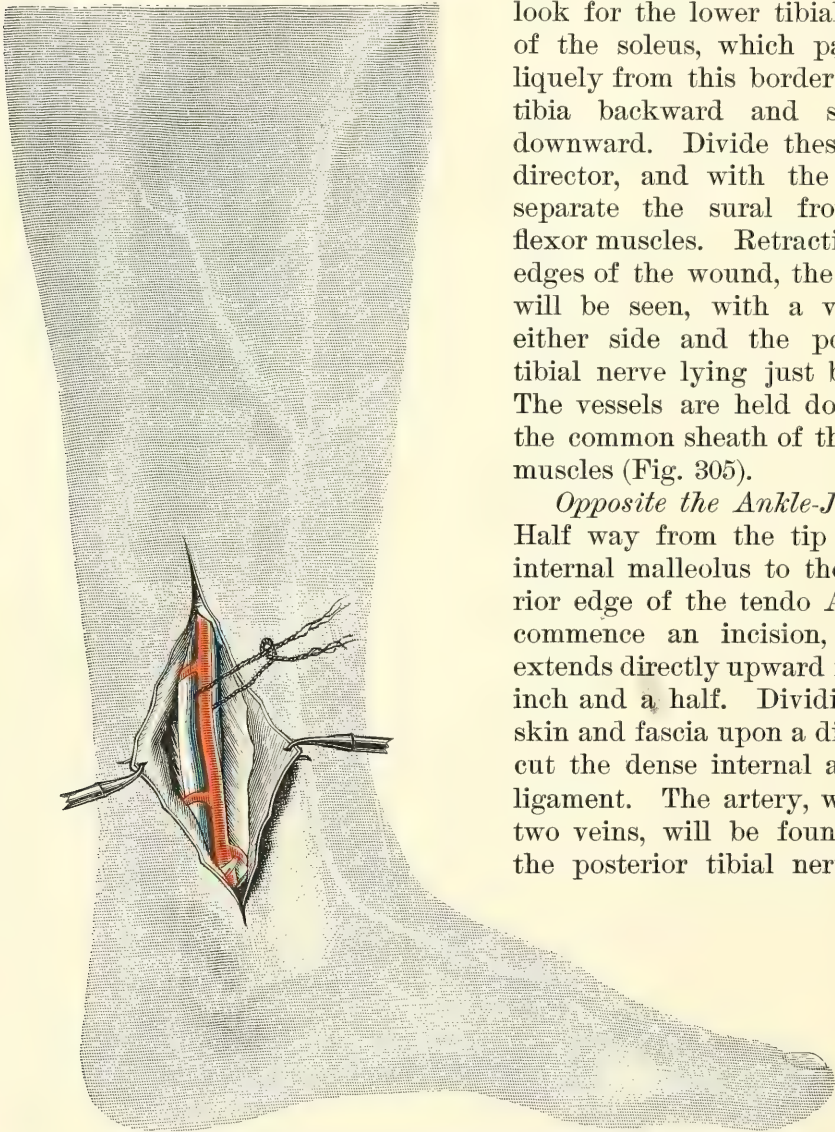 look for the lower tibial
of the soleus, which pa
liquely from this border
tibia backward and s
downward. Divide thes
director, and with the
separate the sural fro
flexor muscles. Retracti
edges of the wound, the
will be seen, with a v
either side and the po
tibial nerve lying just b
The vessels are held do
the common sheath of th
muscles (Fig. 305).
Opposite the Ankle-J
Half way from the tip
internal malleolus to the
rior edge of the tendo A
commence an incision,
extends directly upward
inch and a half. Dividi
skin and fascia upon a di
cut the dense internal a
ligament. The artery, w
two veins, will be foun
the posterior tibial ner